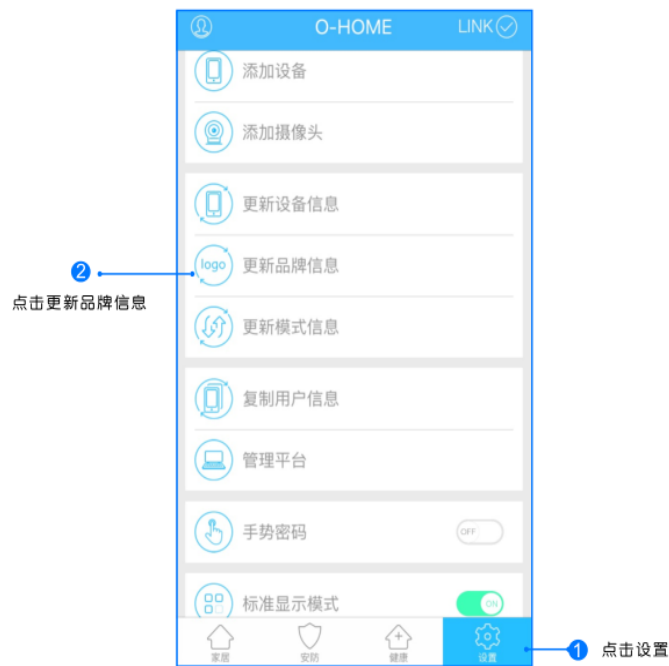 O-HOME
LINK
添加设备
添加摄像头
更新设备信息
logo
更新品牌信息
2
点击更新品牌信息
更新模式信息
复制用户信息
管理平台
手势密码
OFF
标准显示模式
ON
家居
安防
健康
设置
1
点击设置